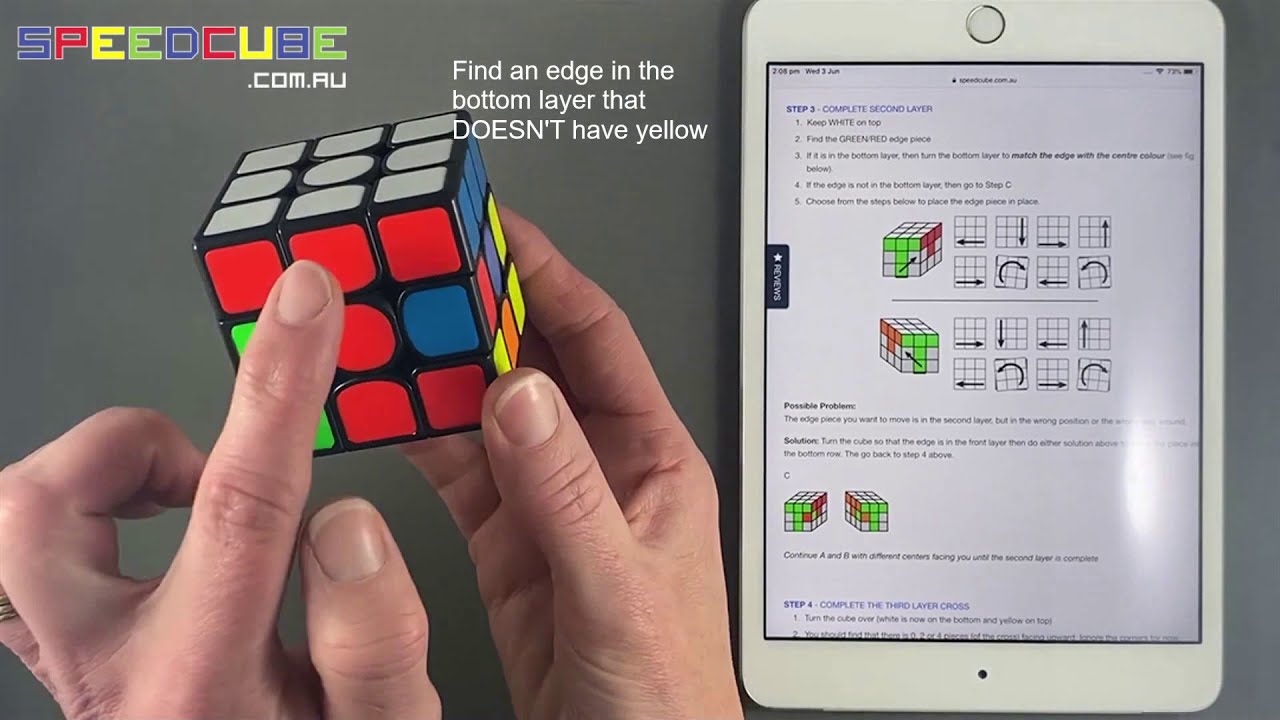 SPEEDCUBE
.COM.AU
Find an edge in the
bottom layer that
DOESN'T have yellow
2:08 pm Wed 3 Jun
speedcube.com.au
73%
STEP 3 - COMPLETE SECOND LAYER
1. Keep WHITE on top
2. Find the GREEN/RED edge piece
3. If it is in the bottom layer, then turn the bottom layer to match the edge with the centre colour (see fig
below).
4. If the edge is not in the bottom layer, then go to Step C
5. Choose from the steps below to place the edge piece in place.
★ REVIEWS
Possible Problem:
The edge piece you want to move is in the second layer, but in the wrong position or the around.
Solution: Turn the cube so that the edge is in the front layer then do either solution above
the bottom row. The go back to step 4 above.
C
Continue A and B with different centers facing you until the second layer is complete
STEP 4 - COMPLETE THE THIRD LAYER CROSS
1. Turn the cube over (white is now on the bottom and yellow on top)
2. You should find that there is 0, 2 or 4 pieces (of the cross) facing upward. Ignore the corners for now.